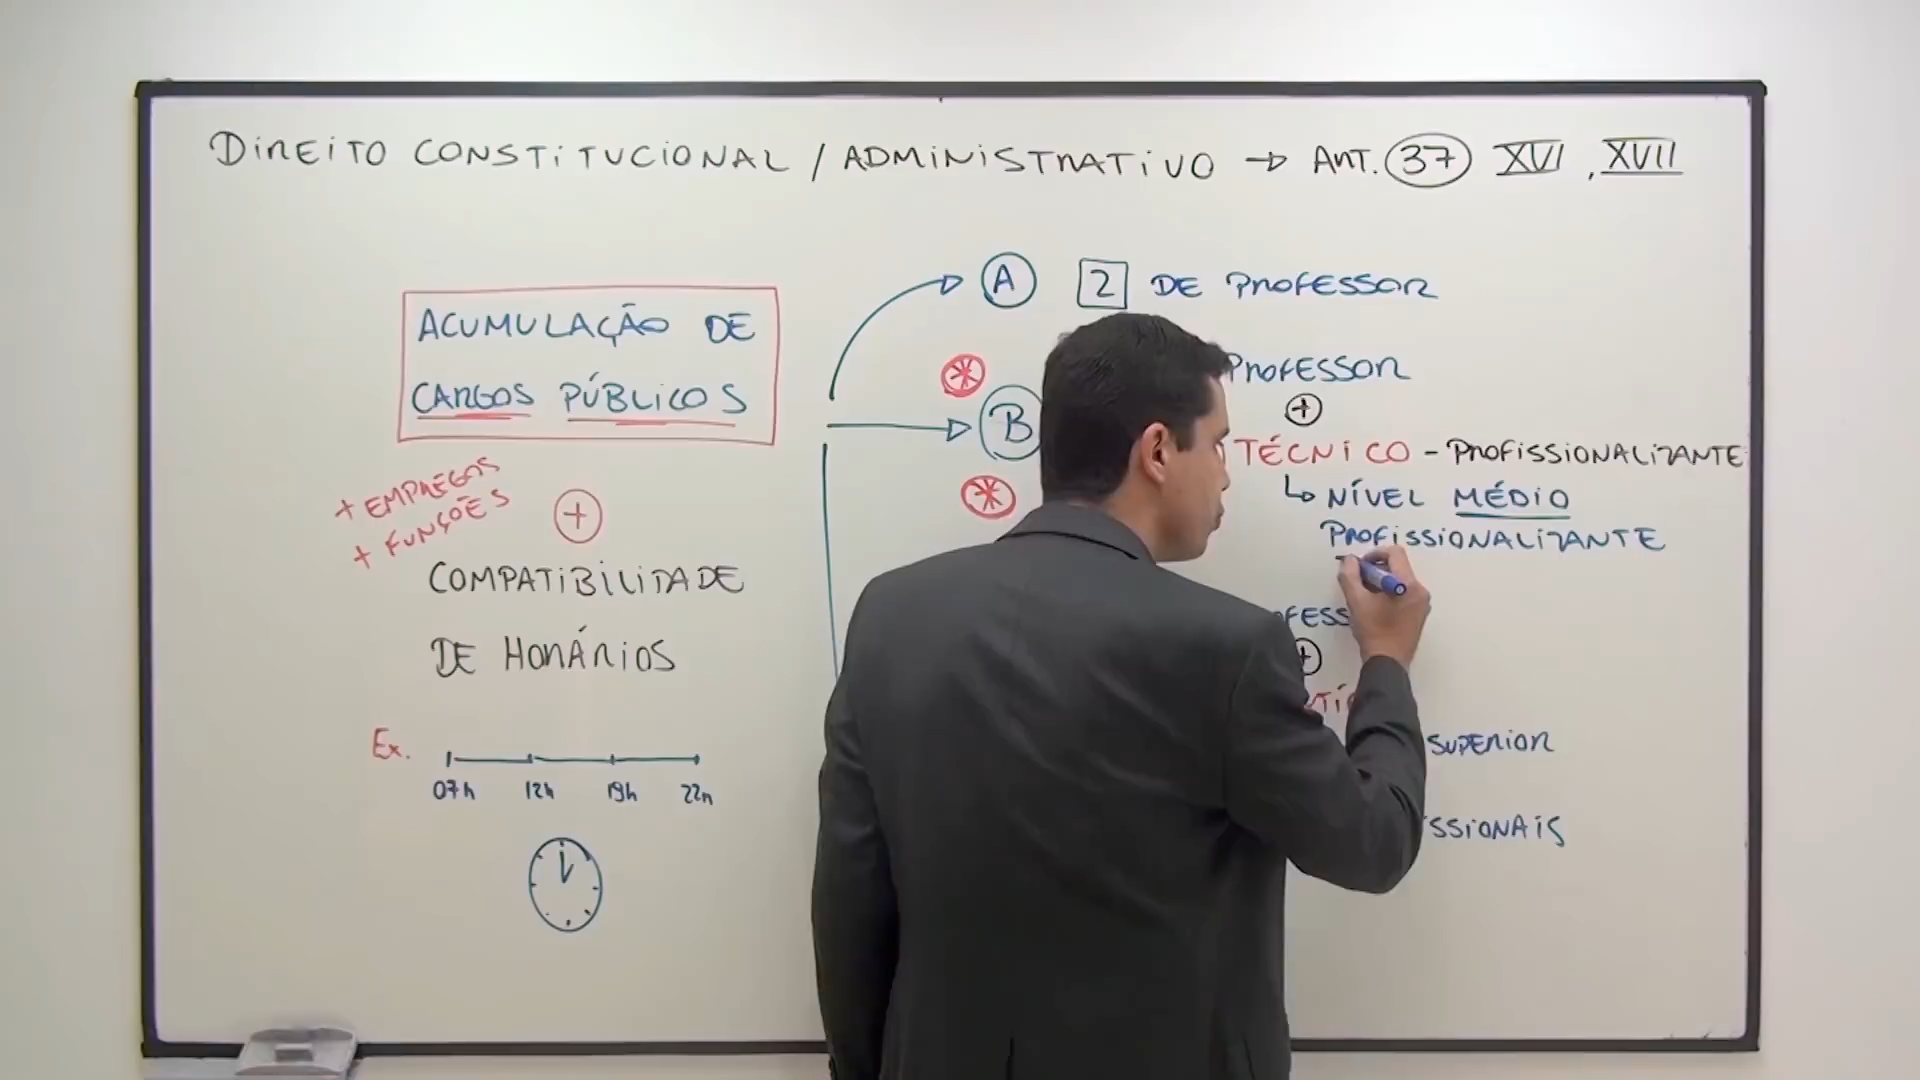 DIREITO CONSTITUCIONAL / ADMINISTRATIVO → ART. 37 XVI , XVII
ACUMULAÇÃO DE
CARGOS PÚBLICOS
+ EMPREGOS
+ FUNÇÕES
+
COMPATIBILIDADE
DE HORÁRIOS
Ex.
07h 12h 19h 22h
A 2 DE PROFESSOR
* PROFESSOR
+
B
TÉCNICO - PROFISSIONALIZANTE
*
↳ NÍVEL MÉDIO
PROFISSIONALIZANTE
+
SUPERIOR